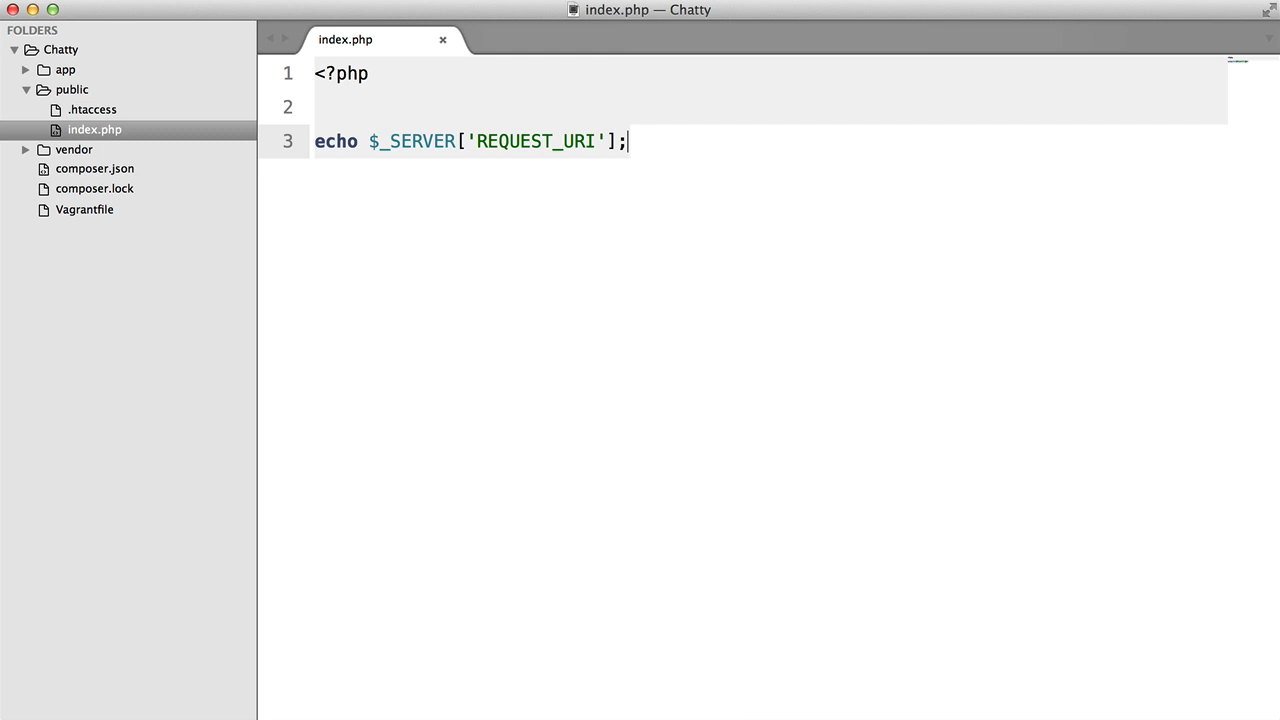 index.php — Chatty
FOLDERS
Chatty
app
public
.htaccess
index.php
vendor
composer.json
composer.lock
Vagrantfile
index.php
1 <?php
2
3 echo $_SERVER['REQUEST_URI'];